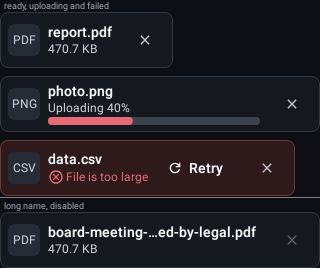 ready, uploading and failed
PDF report.pdf
470.7 KB
PNG photo.png
Uploading 40%
CSV data.csv
File is too large
Retry
long name, disabled
PDF board-meeting-…ed-by-legal.pdf
470.7 KB